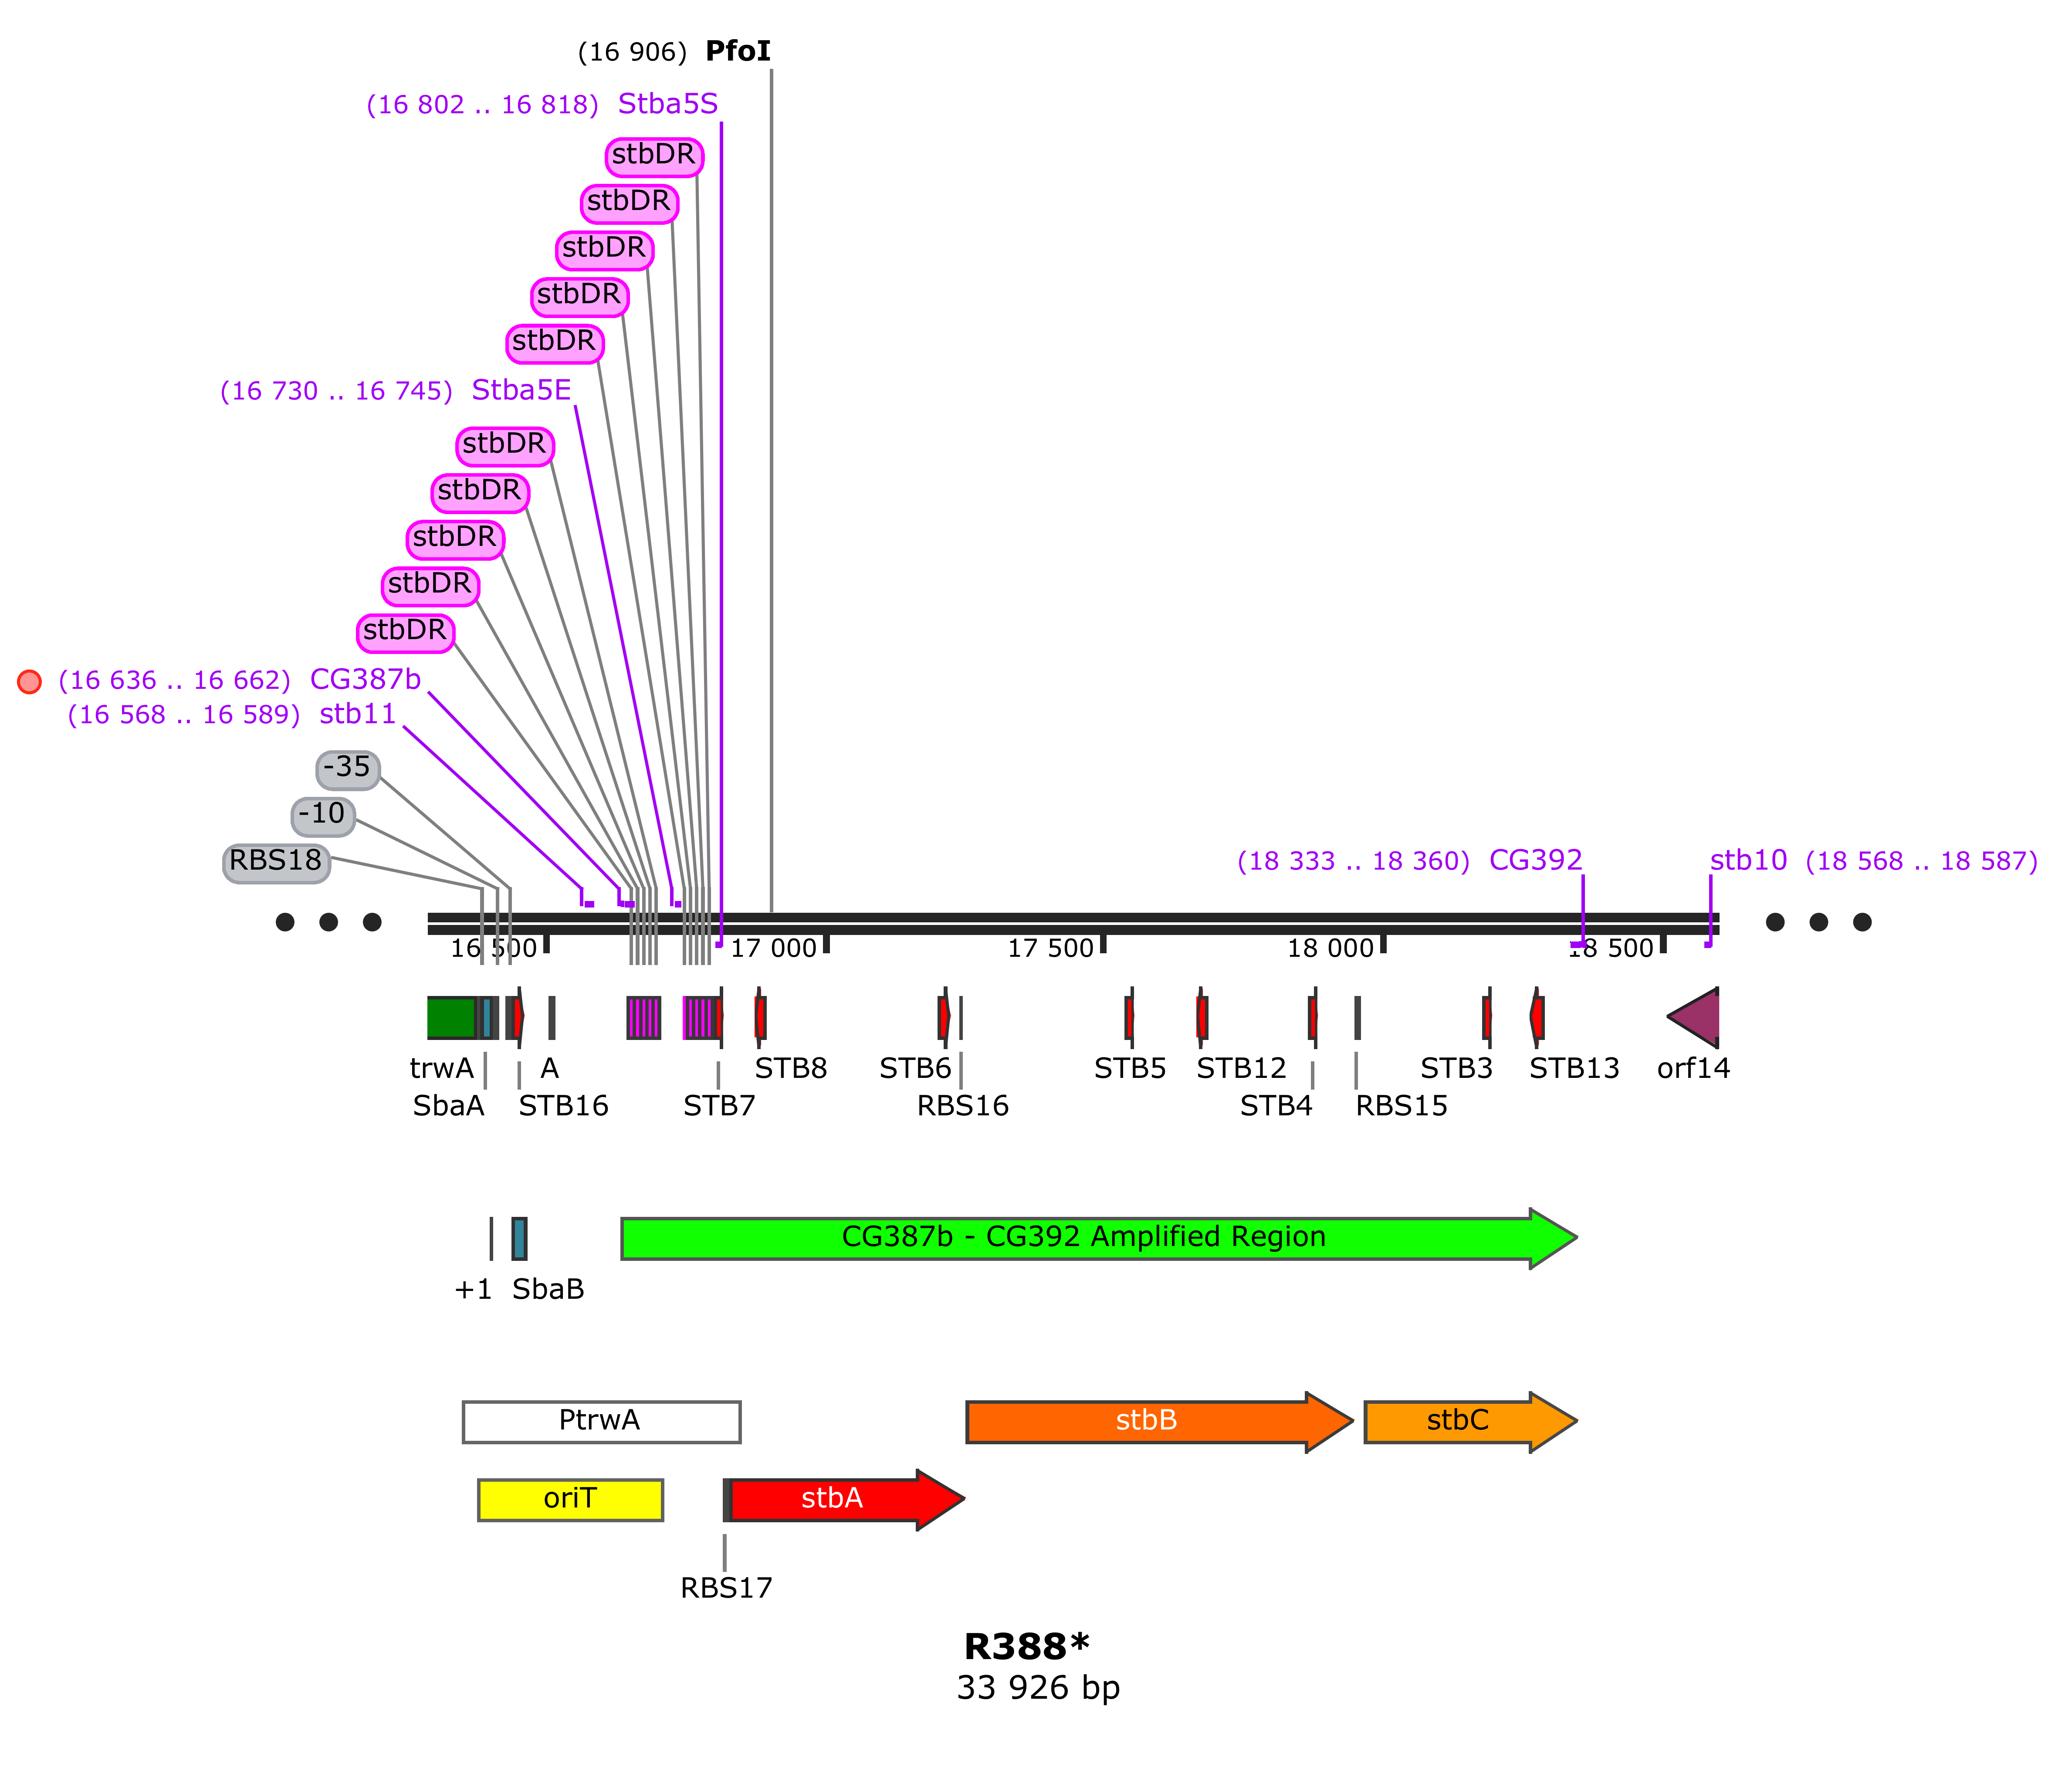 (16 906) PfoI
(16 802 .. 16 818) Stba5S
stbDR
stbDR
stbDR
stbDR
stbDR
(16 730 .. 16 745) Stba5E
stbDR
stbDR
stbDR
stbDR
stbDR
(16 636 .. 16 662) CG387b
(16 568 .. 16 589) stb11
-35
-10
RBS18
(18 333 .. 18 360) CG392
stb10 (18 568 .. 18 587)
16 500
17 000
17 500
18 000
18 500
trwA
A
STB8
STB6
STB5
STB12
STB3
STB13
orf14
SbaA
STB16
STB7
RBS16
STB4
RBS15
CG387b - CG392 Amplified Region
+1
SbaB
PtrwA
stbB
stbC
oriT
stbA
RBS17
R388*
33 926 bp